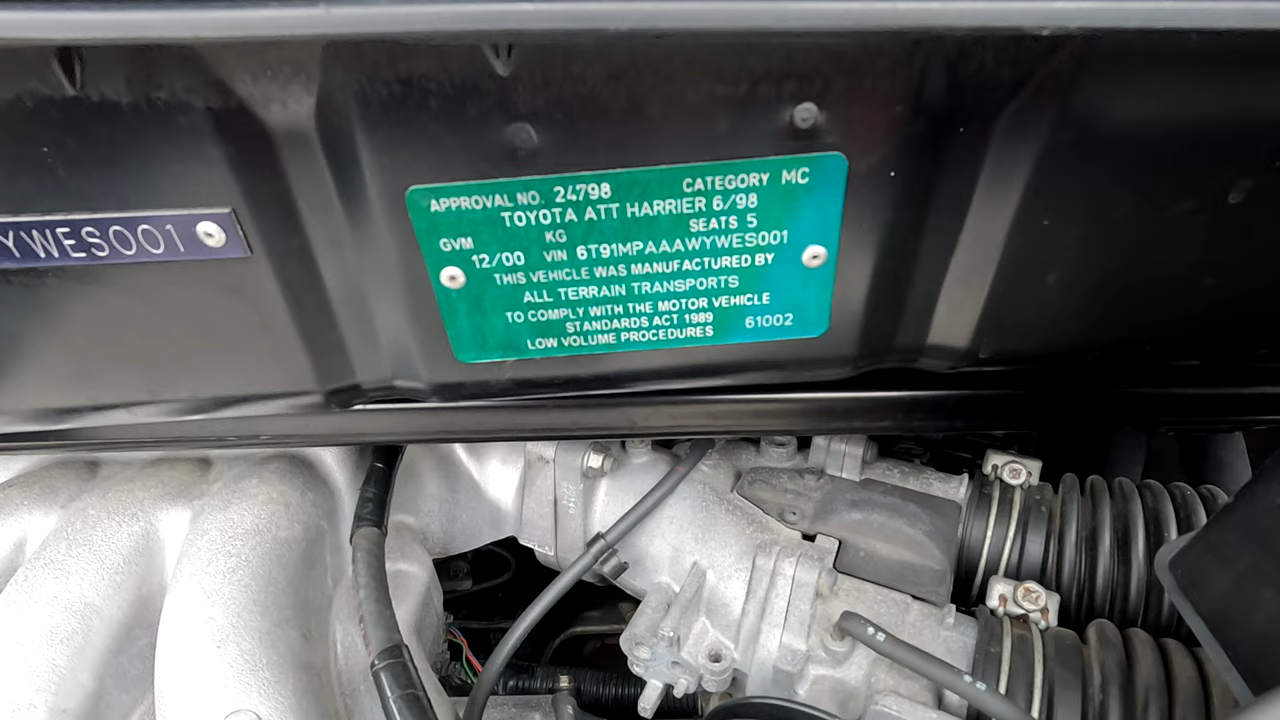 YWES001
APPROVAL NO. 24798 CATEGORY MC
TOYOTA ATT HARRIER 6/98
GVM KG SEATS 5
12/00 VIN 6T91MPAAAWYWES001
THIS VEHICLE WAS MANUFACTURED BY
ALL TERRAIN TRANSPORTS
TO COMPLY WITH THE MOTOR VEHICLE
STANDARDS ACT 1989 61002
LOW VOLUME PROCEDURES